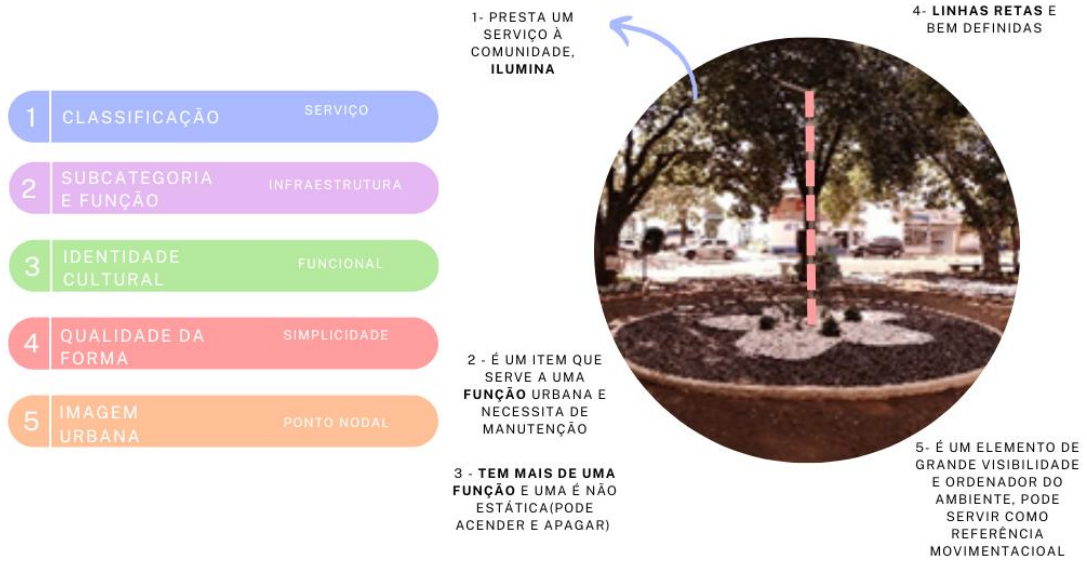 1- PRESTA UM
SERVIÇO À
COMUNIDADE,
ILUMINA
4- LINHAS RETAS E
BEM DEFINIDAS
1 CLASSIFICAÇÃO SERVIÇO
2 SUBCATEGORIA
E FUNÇÃO INFRAESTRUTURA
3 IDENTIDADE
CULTURAL FUNCIONAL
4 QUALIDADE DA
FORMA SIMPLICIDADE
5 IMAGEM
URBANA PONTO NODAL
2 - É UM ITEM QUE
SERVE A UMA
FUNÇÃO URBANA E
NECESSITA DE
MANUTENÇÃO
3 - TEM MAIS DE UMA
FUNÇÃO E UMA É NÃO
ESTÁTICA(PODE
ACENDER E APAGAR)
5- É UM ELEMENTO DE
GRANDE VISIBILIDADE
E ORDENADOR DO
AMBIENTE, PODE
SERVIR COMO
REFERÊNCIA
MOVIMENTACIOAL